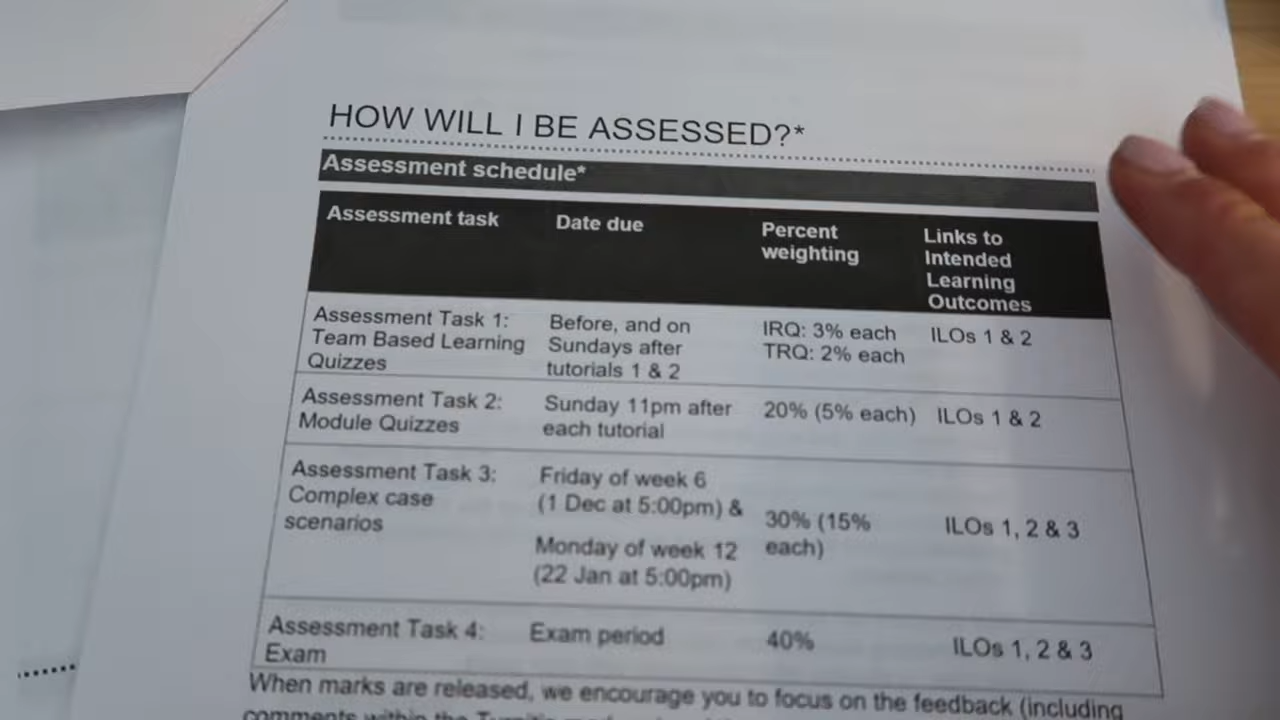 HOW WILL I BE ASSESSED?*
Assessment schedule*
Assessment task
Date due
Percent
weighting
Links to
Intended
Learning
Outcomes
Assessment Task 1:
Team Based Learning
Quizzes
Before, and on
Sundays after
tutorials 1 & 2
IRQ: 3% each
TRQ: 2% each
ILOs 1 & 2
Assessment Task 2:
Module Quizzes
Sunday 11pm after
each tutorial
20% (5% each)
ILOs 1 & 2
Assessment Task 3:
Complex case
scenarios
Friday of week 6
(1 Dec at 5:00pm) &
Monday of week 12
(22 Jan at 5:00pm)
30% (15%
each)
ILOs 1, 2 & 3
Assessment Task 4:
Exam
Exam period
40%
ILOs 1, 2 & 3
When marks are released, we encourage you to focus on the feedback (including
comments within the